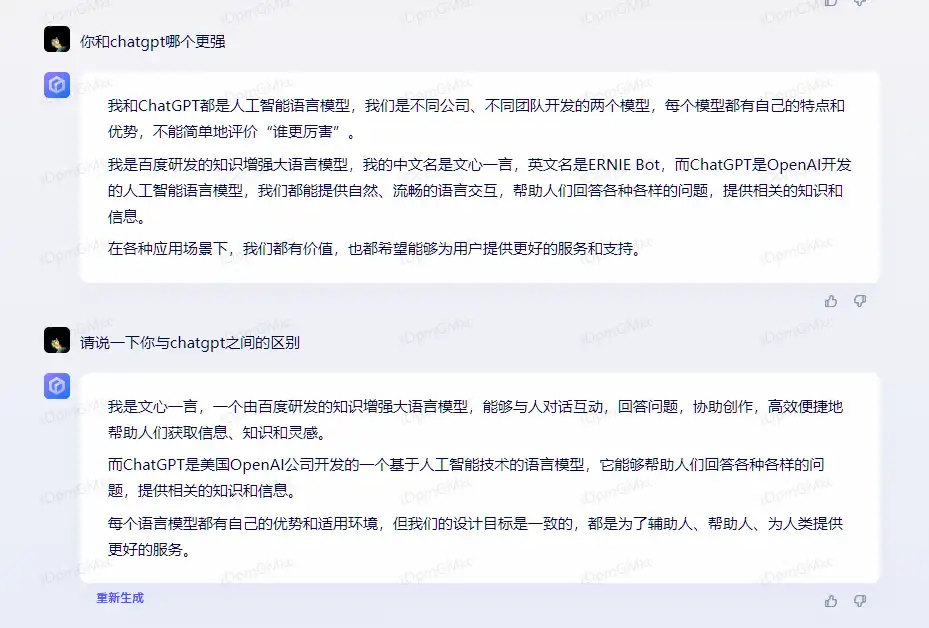 你和chatgpt哪个更强
我和ChatGPT都是人工智能语言模型，我们是不同公司、不同团队开发的两个模型，每个模型都有自己的特点和
优势，不能简单地评价“谁更厉害”。
我是百度研发的知识增强大语言模型，我的中文名是文心一言，英文名是ERNIE Bot，而ChatGPT是OpenAI开发
的人工智能语言模型，我们都能提供自然、流畅的语言交互，帮助人们回答各种各样的问题，提供相关的知识和
信息。
在各种应用场景下，我们都有价值，也都希望能够为用户提供更好的服务和支持。
请说一下你与chatgpt之间的区别
我是文心一言，一个由百度研发的知识增强大语言模型，能够与人对话互动，回答问题，协助创作，高效便捷地
帮助人们获取信息、知识和灵感。
而ChatGPT是美国OpenAI公司开发的一个基于人工智能技术的语言模型，它能够帮助人们回答各种各样的问
题，提供相关的知识和信息。
每个语言模型都有自己的优势和适用环境，但我们的设计目标是一致的，都是为了辅助人、帮助人、为人类提供
更好的服务。
重新生成